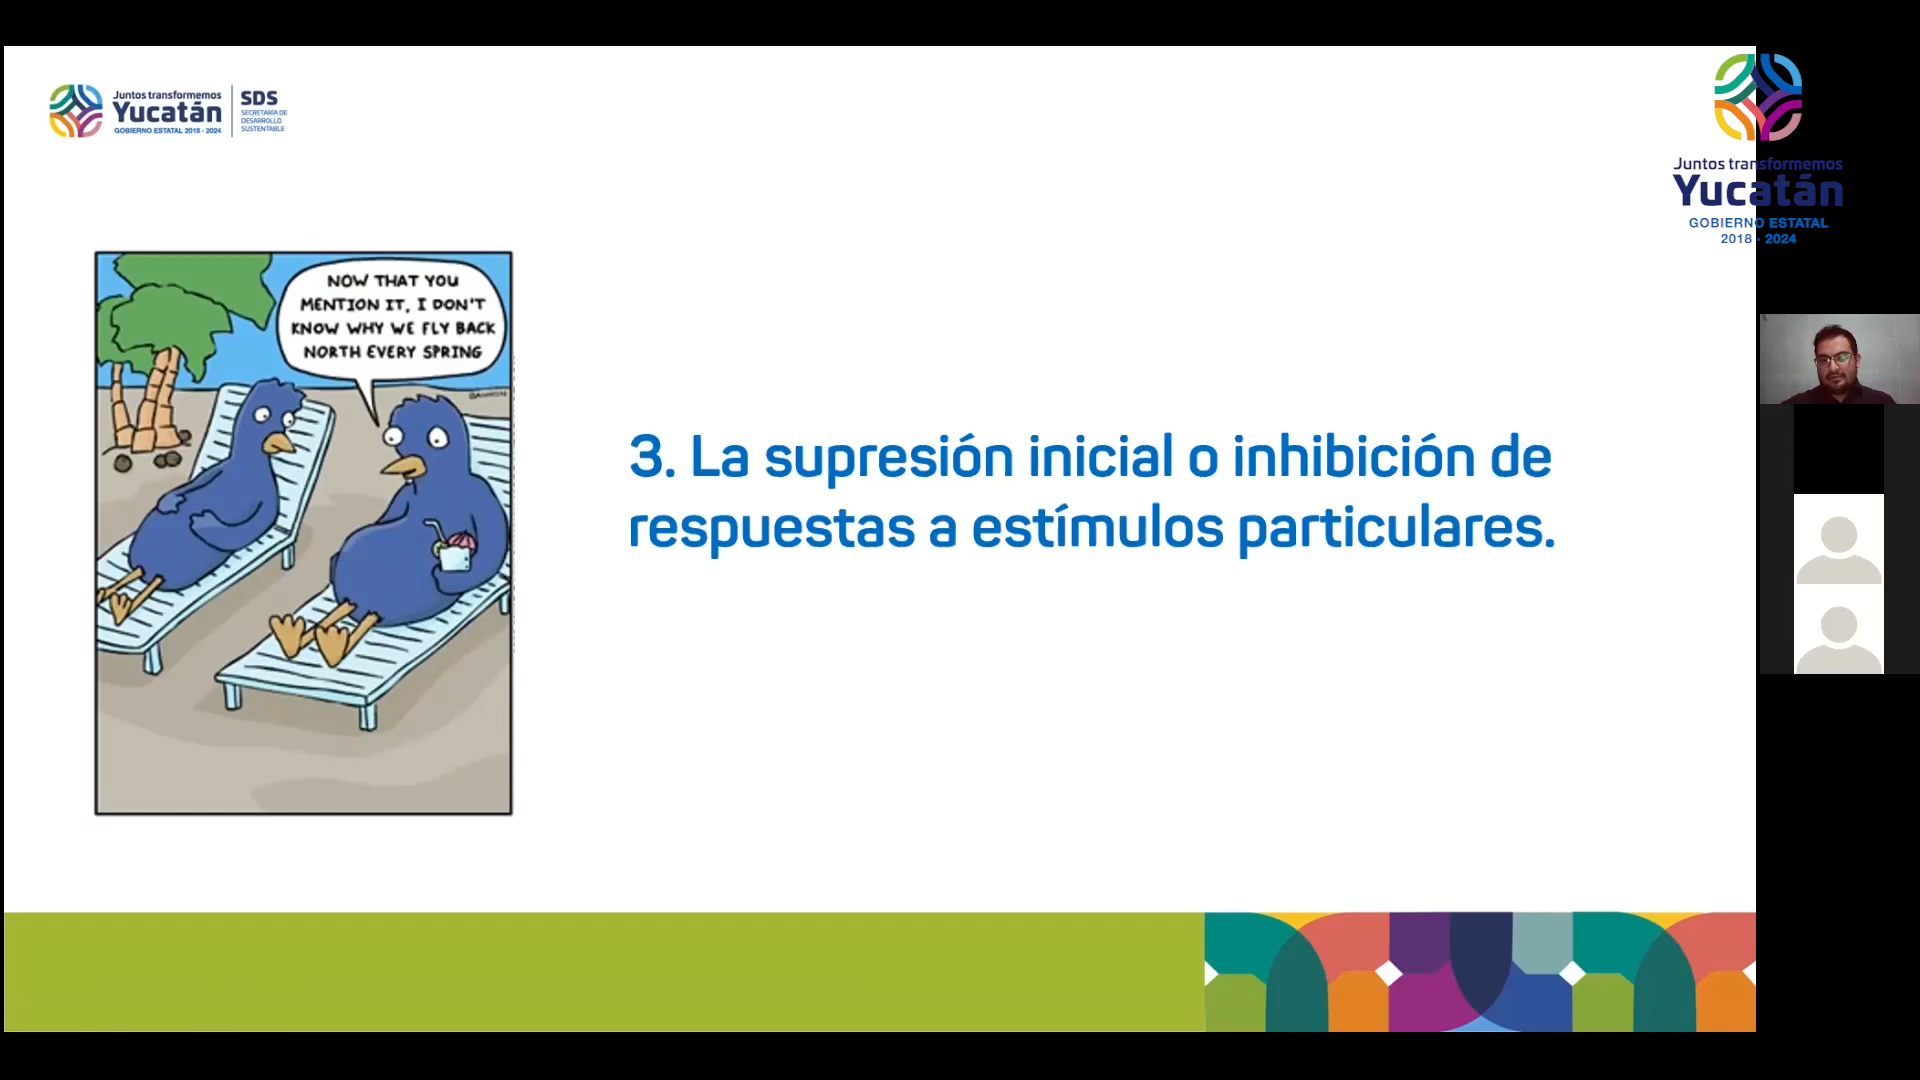 Juntos transformemos
Yucatán
GOBIERNO ESTATAL 2018 - 2024
SDS
SECRETARÍA DE
DESARROLLO
SUSTENTABLE
Juntos transformemos
Yucatán
GOBIERNO ESTATAL
2018 - 2024
NOW THAT YOU
MENTION IT, I DON'T
KNOW WHY WE FLY BACK
NORTH EVERY SPRING
3. La supresión inicial o inhibición de
respuestas a estímulos particulares.